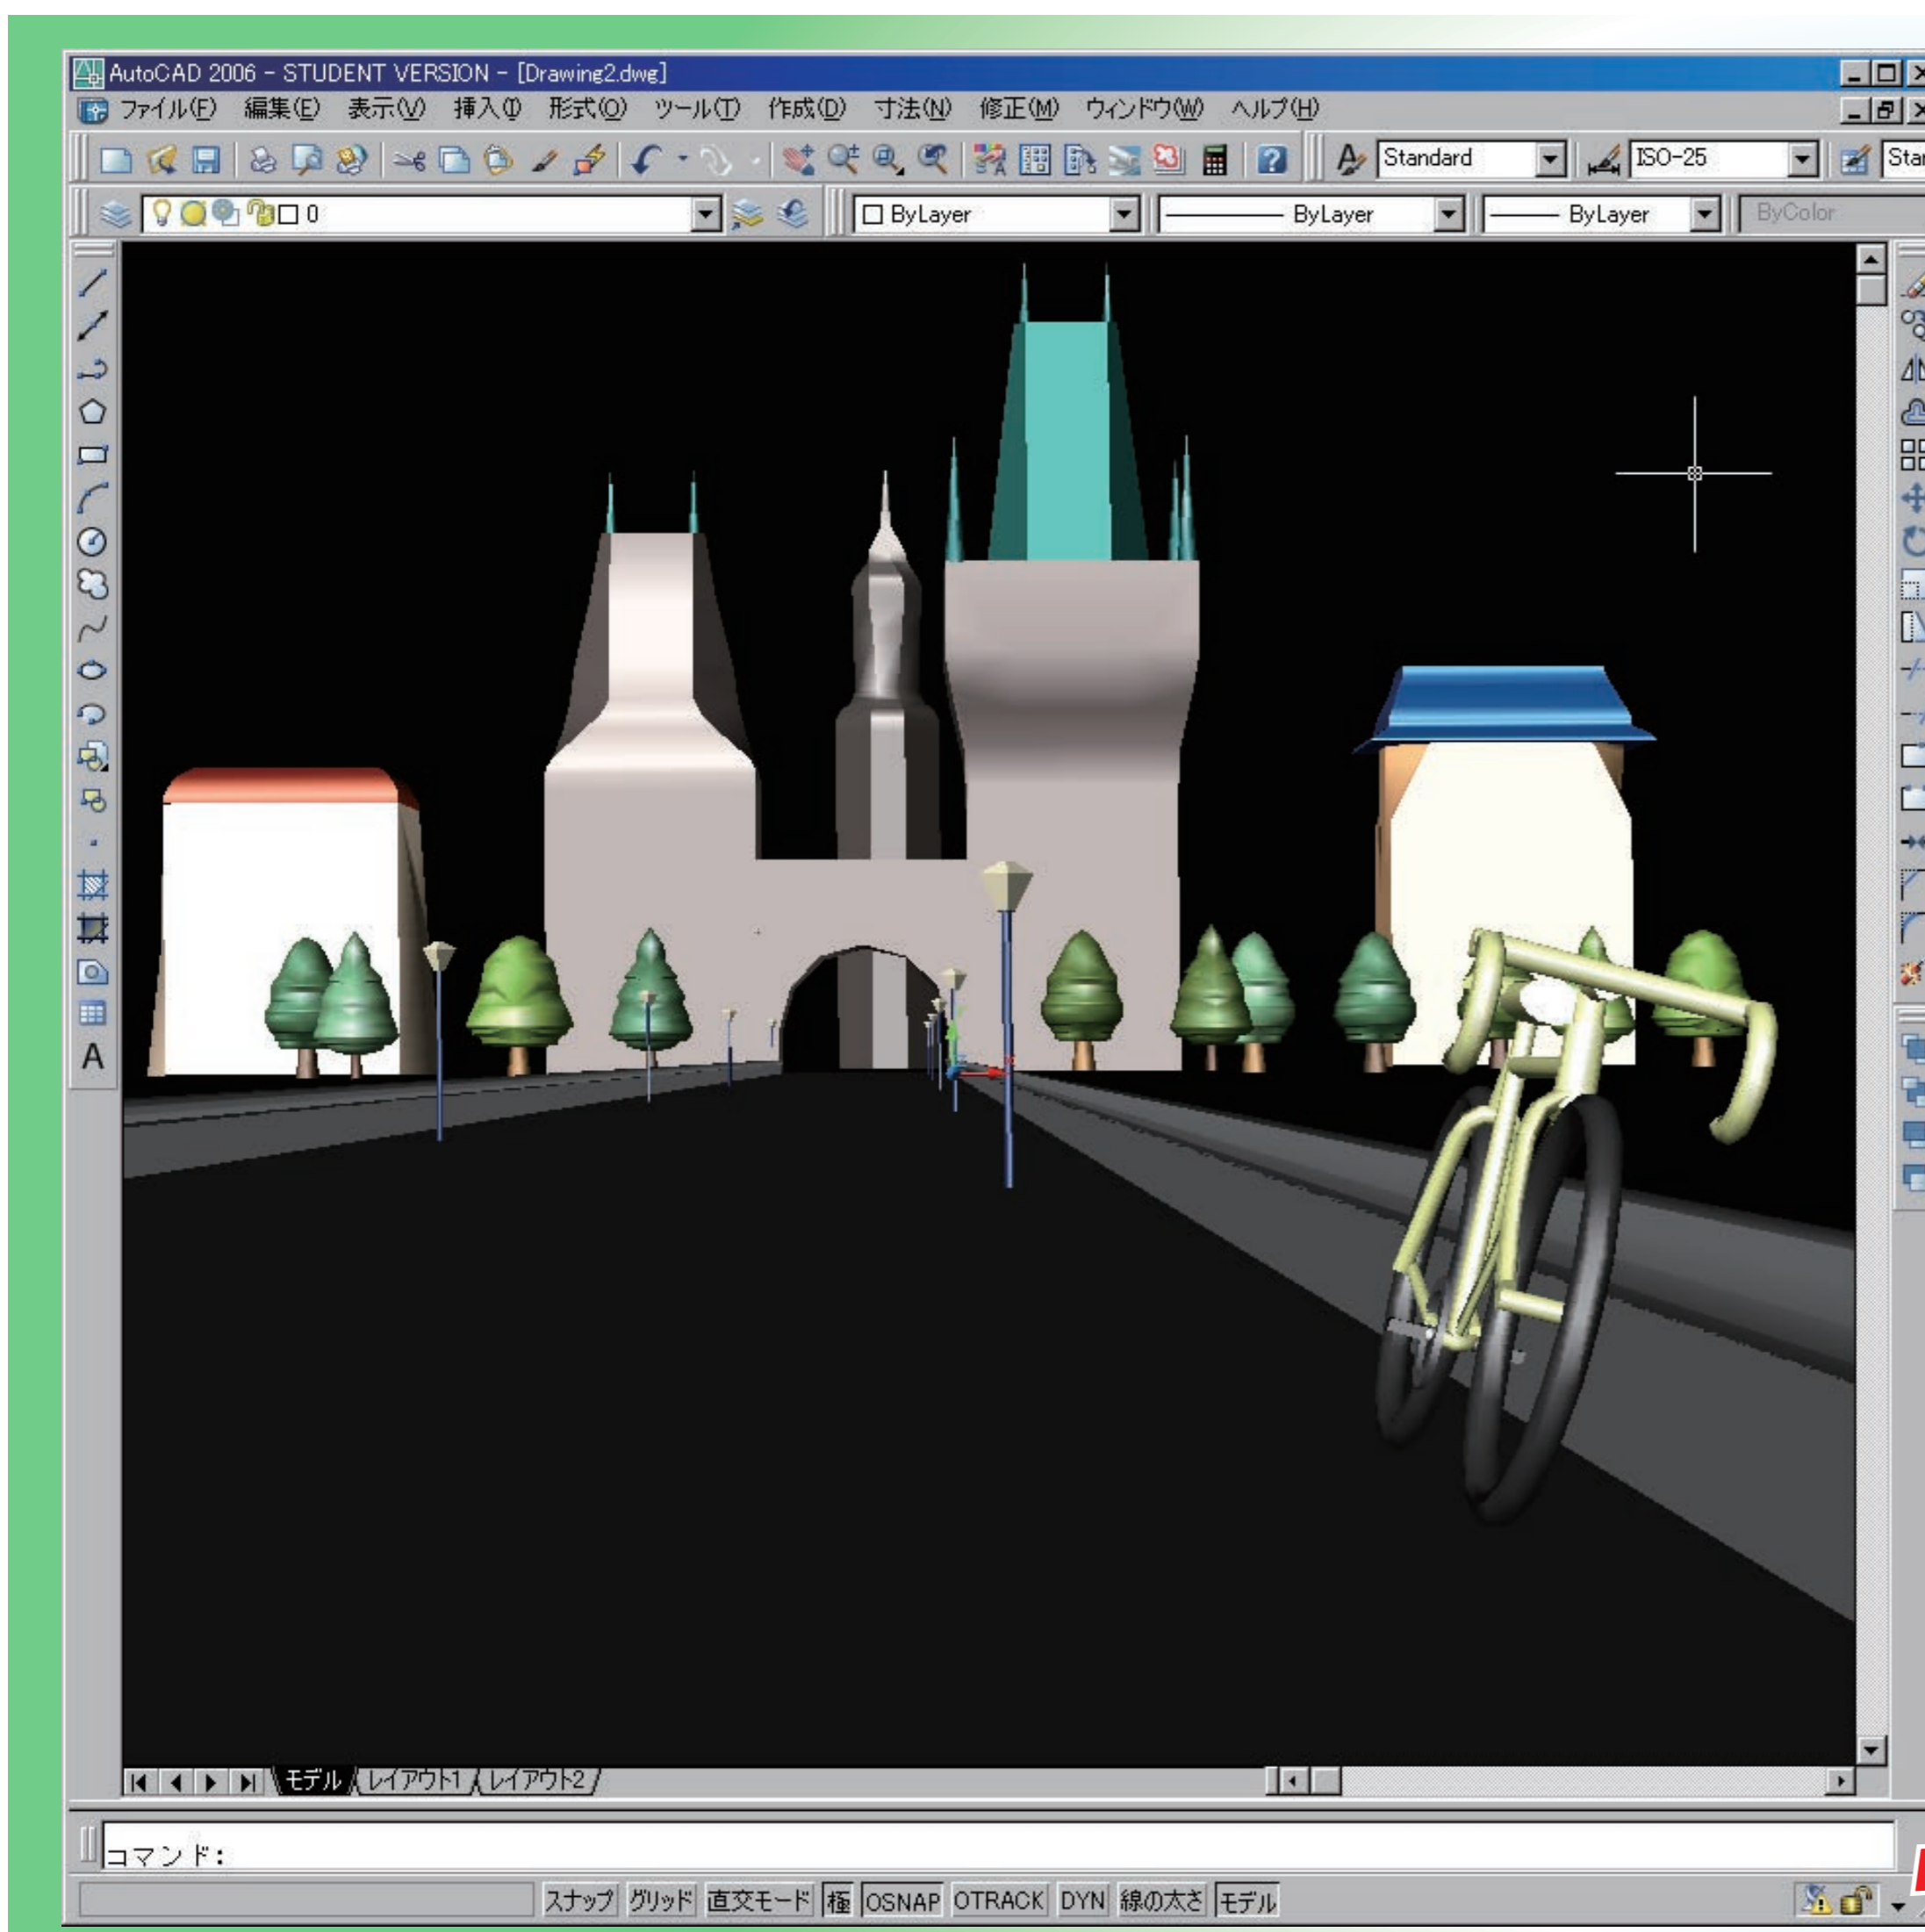 AutoCAD 2006 - STUDENT VERSION - [Drawing2.dwg]
ファイル(F) 編集(E) 表示(V) 挿入(I) 形式(O) ツール(T) 作成(D) 寸法(N) 修正(M) ウィンドウ(W) ヘルプ(H)
Standard ISO-25
0 ByLayer ByLayer ByLayer ByColor
A
モデル レイアウト1 レイアウト2
コマンド:
スナップ グリッド 直交モード 極 OSNAP OTRACK DYN 線の太さ モデル